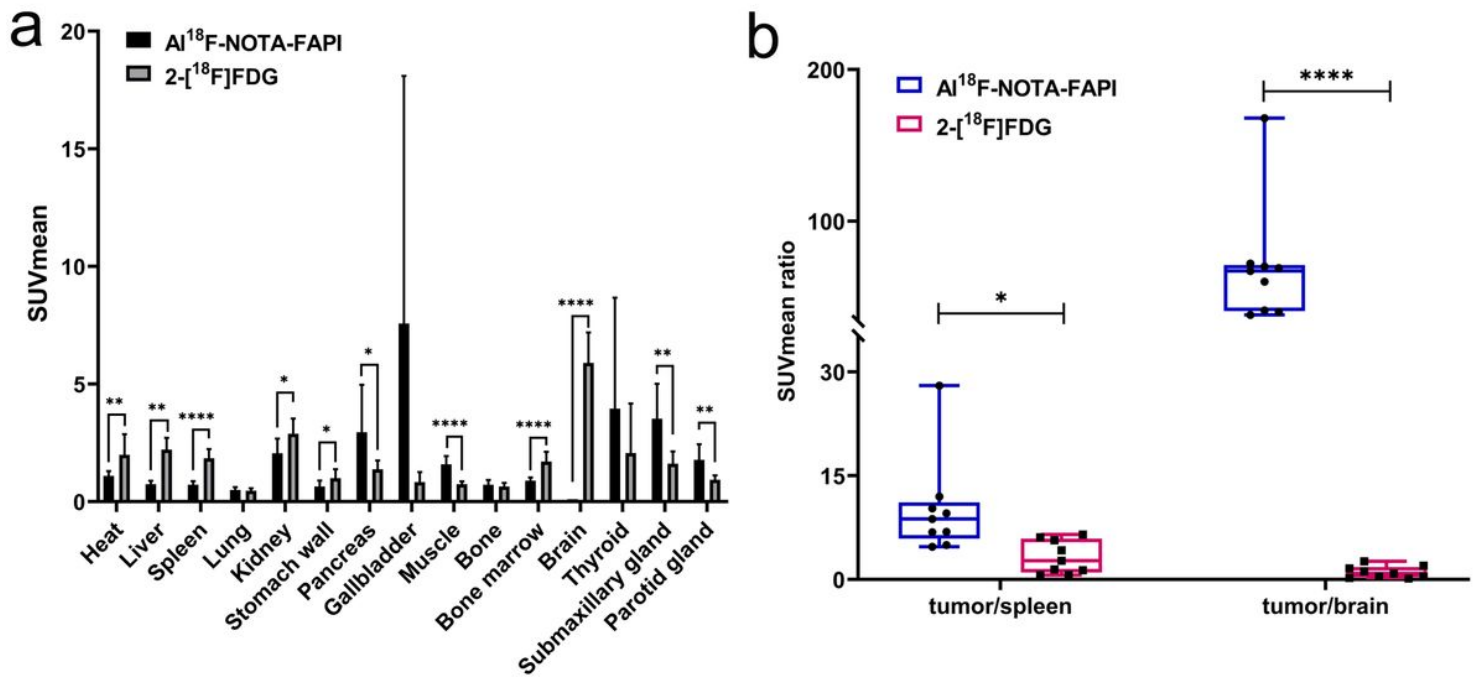 a
20
15
10
5
0
SUVmean
Al18F-NOTA-FAPI
2-[18F]FDG
**
**
****
*
*
*
****
****
****
**
**
Heat
Liver
Spleen
Lung
Kidney
Stomach wall
Pancreas
Gallbladder
Muscle
Bone
Bone marrow
Brain
Thyroid
Submaxillary gland
Parotid gland
b
200
100
30
15
0
SUVmean ratio
Al18F-NOTA-FAPI
2-[18F]FDG
*
****
tumor/spleen
tumor/brain